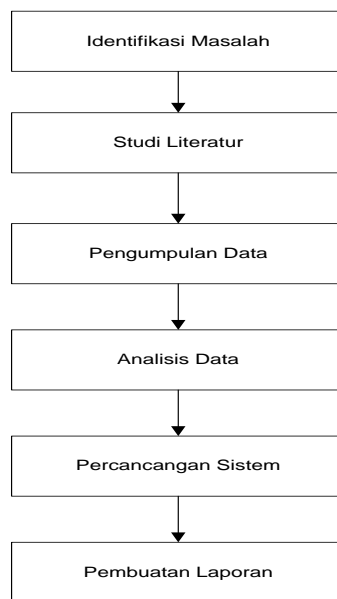 Identifikasi Masalah
Studi Literatur
Pengumpulan Data
Analisis Data
Percancangan Sistem
Pembuatan Laporan